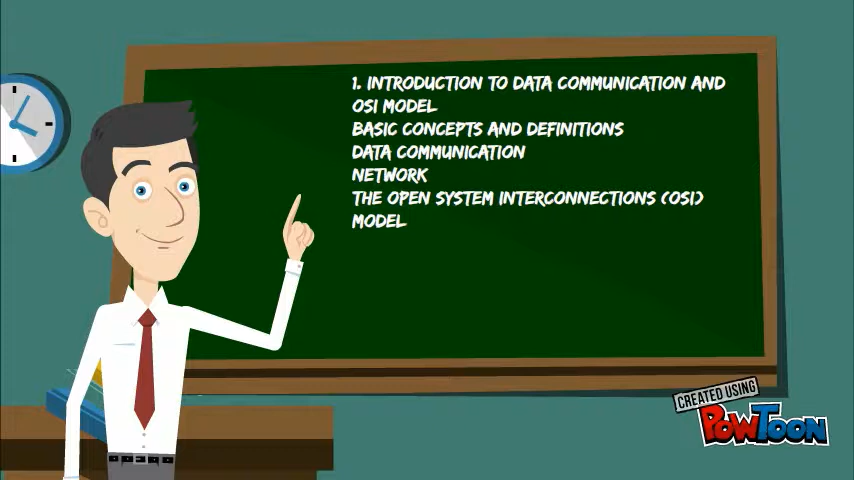 1. INTRODUCTION TO DATA COMMUNICATION AND
OSI MODEL
BASIC CONCEPTS AND DEFINITIONS
DATA COMMUNICATION
NETWORK
THE OPEN SYSTEM INTERCONNECTIONS (OSI)
MODEL
CREATED USING
POWTOON